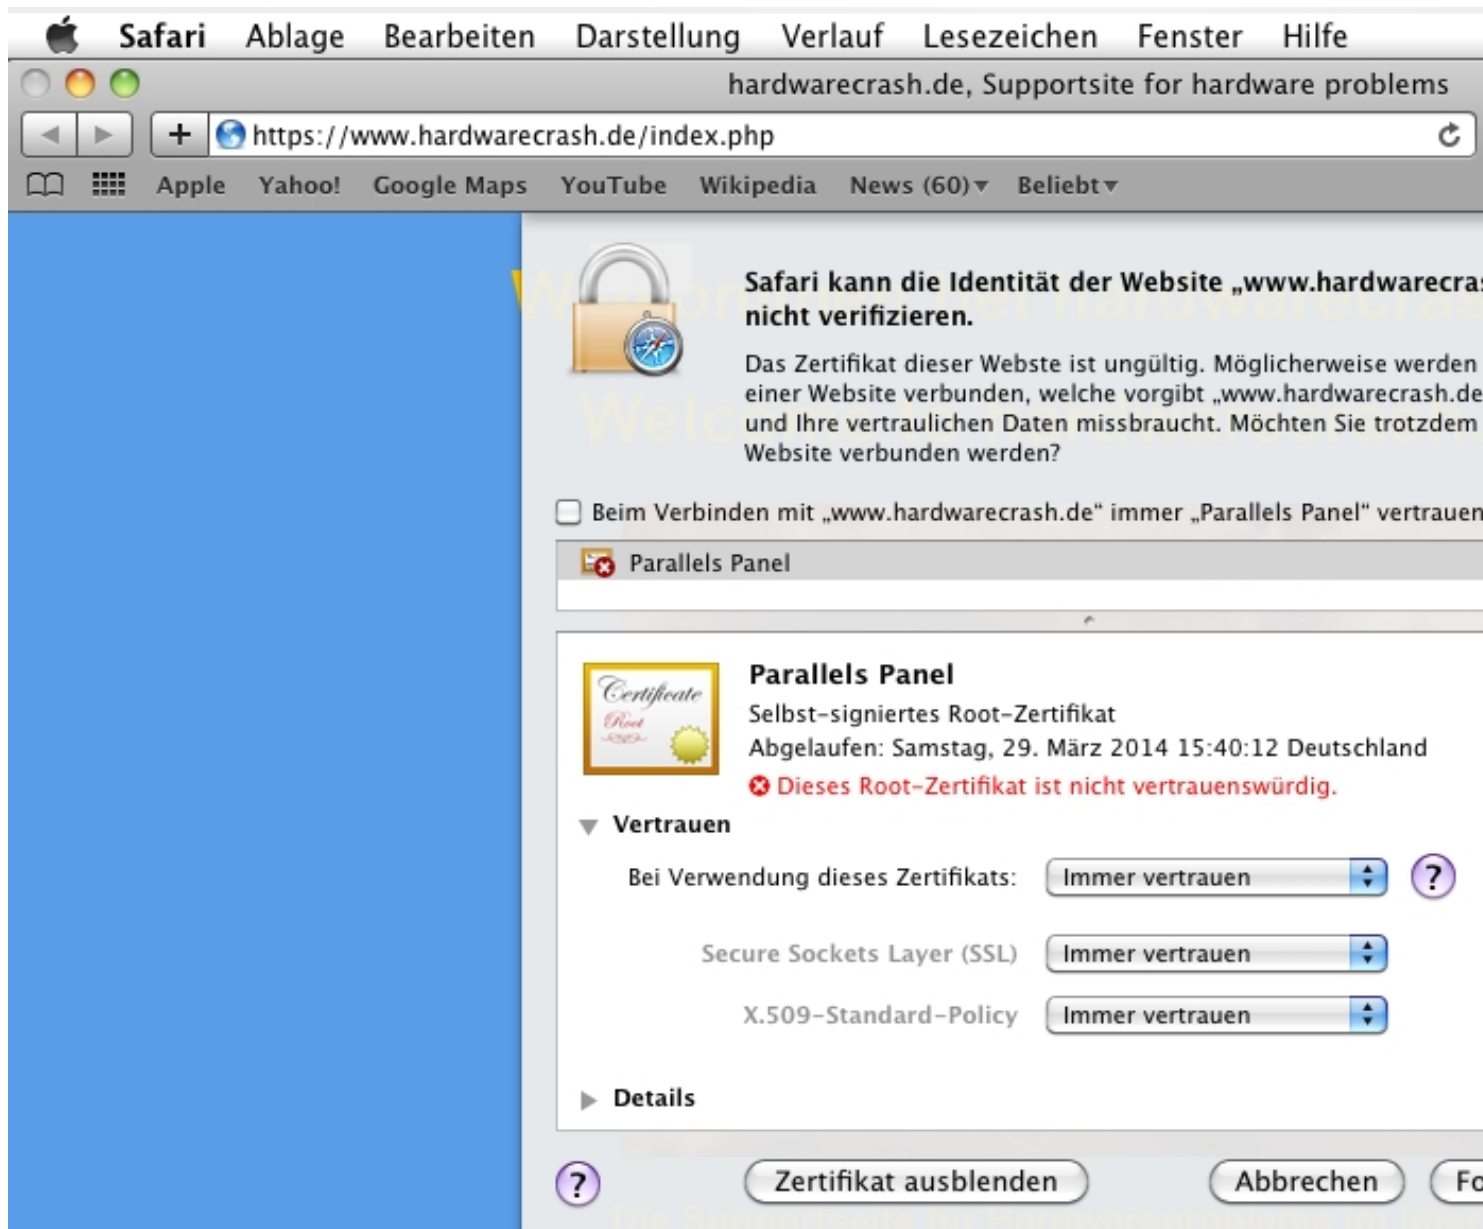 Safari Ablage Bearbeiten Darstellung Verlauf Lesezeichen Fenster Hilfe
hardwarecrash.de, Supportsite for hardware problems
https://www.hardwarecrash.de/index.php
Apple Yahoo! Google Maps YouTube Wikipedia News (60) Beliebt
Safari kann die Identität der Website „www.hardwarecras
nicht verifizieren.
Das Zertifikat dieser Webste ist ungültig. Möglicherweise werden
einer Website verbunden, welche vorgibt „www.hardwarecrash.de
und Ihre vertraulichen Daten missbraucht. Möchten Sie trotzdem
Website verbunden werden?
Beim Verbinden mit „www.hardwarecrash.de“ immer „Parallels Panel“ vertrauen
Parallels Panel
Certificate
Root
Parallels Panel
Selbst-signiertes Root-Zertifikat
Abgelaufen: Samstag, 29. März 2014 15:40:12 Deutschland
Dieses Root-Zertifikat ist nicht vertrauenswürdig.
Vertrauen
Bei Verwendung dieses Zertifikats: Immer vertrauen ?
Secure Sockets Layer (SSL) Immer vertrauen
X.509-Standard-Policy Immer vertrauen
Details
? Zertifikat ausblenden Abbrechen Fo